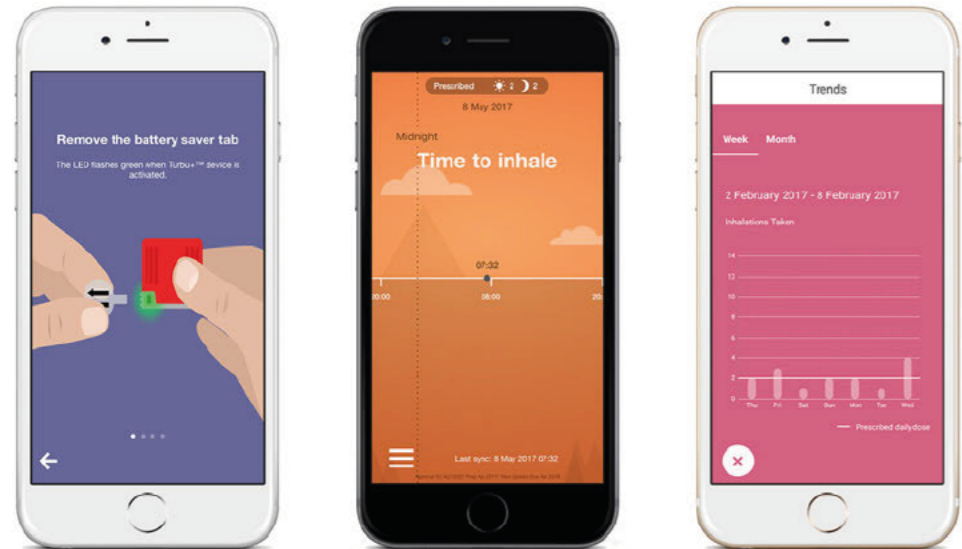 Remove the battery saver tab
The LED flashes green when Turbu+™ device is
activated.
Prescribed 2 2
8 May 2017
Midnight
Time to inhale
07:32
20:00 08:00 20:
Last sync: 8 May 2017 07:32
Trends
Week Month
2 February 2017 - 8 February 2017
Inhalations Taken
14
12
10
8
6
4
2
0
Thu Fri Sat Sun Mon Tue Wed
Prescribed daily dose